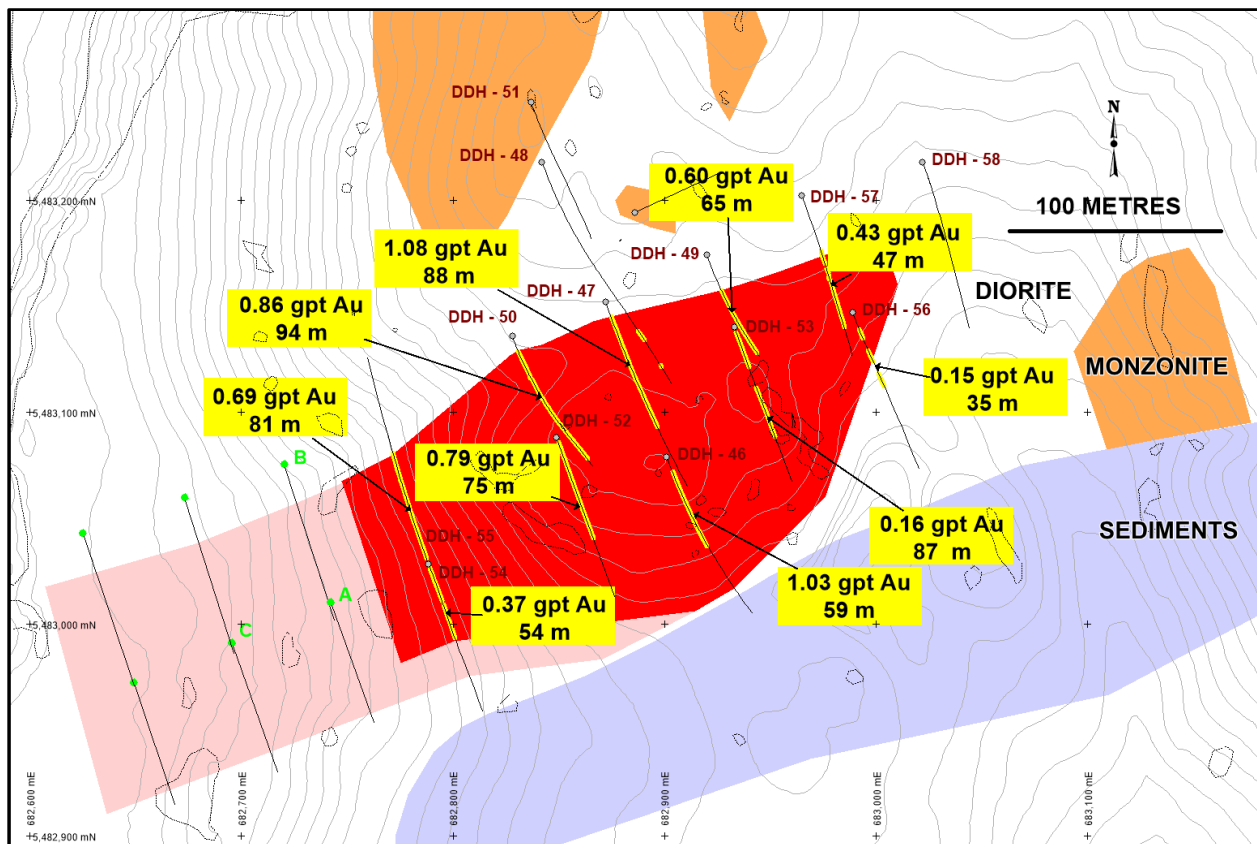 DDH - 51
N
DDH - 48
DDH - 58
0.60 gpt Au
65 m
DDH - 57
5,483,200 mN
100 METRES
1.08 gpt Au
88 m
DDH - 49
0.43 gpt Au
47 m
0.86 gpt Au
94 m
DDH - 47
DIORITE
DDH - 56
DDH - 50
DDH - 53
MONZONITE
0.69 gpt Au
81 m
0.15 gpt Au
35 m
5,483,100 mN
DDH - 52
B
0.79 gpt Au
75 m
DDH - 46
0.16 gpt Au
87 m
SEDIMENTS
DDH - 55
DDH - 54
1.03 gpt Au
59 m
A
0.37 gpt Au
54 m
5,483,000 mN
C
682,600 mE
682,700 mE
682,800 mE
682,900 mE
683,000 mE
683,100 mE
5,482,900 mN